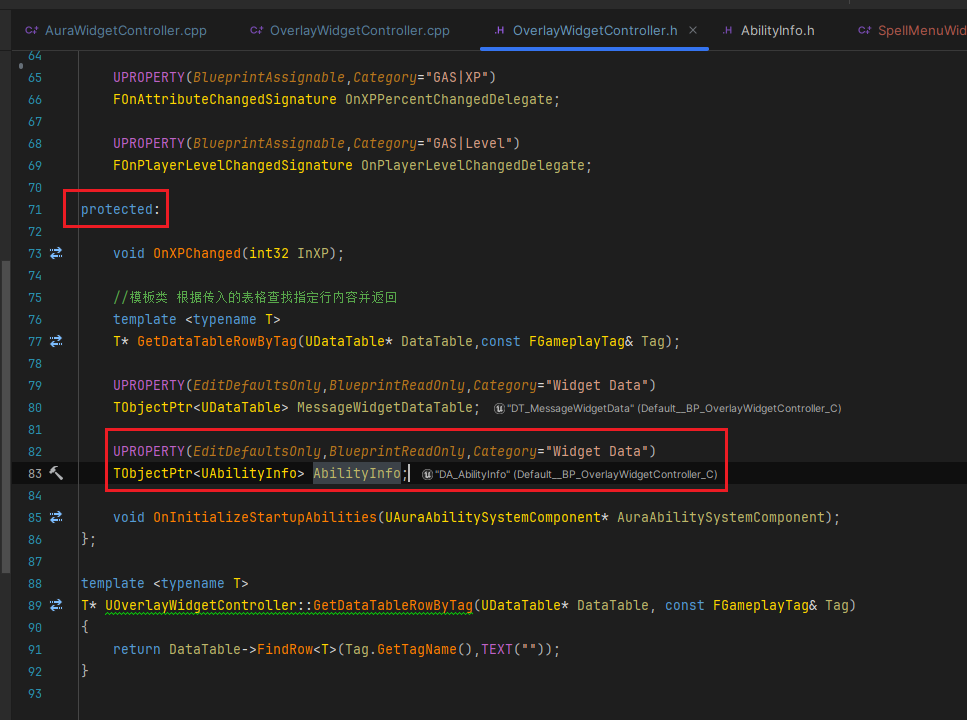 AuraWidgetController.cpp OverlayWidgetController.cpp .H OverlayWidgetController.h × .H AbilityInfo.h SpellMenuWid
64
65 UPROPERTY(BlueprintAssignable,Category="GAS|XP")
66 FOnAttributeChangedSignature OnXPPercentChangedDelegate;
67
68 UPROPERTY(BlueprintAssignable,Category="GAS|Level")
69 FOnPlayerLevelChangedSignature OnPlayerLevelChangedDelegate;
70
71 protected:
72
73 void OnXPChanged(int32 InXP);
74
75 //模板类 根据传入的表格查找指定行内容并返回
76 template <typename T>
77 T* GetDataTableRowByTag(UDataTable* DataTable,const FGameplayTag& Tag);
78
79 UPROPERTY(EditDefaultsOnly,BlueprintReadOnly,Category="Widget Data")
80 TObjectPtr<UDataTable> MessageWidgetDataTable; "DT_MessageWidgetData" (Default__BP_OverlayWidgetController_C)
81
82 UPROPERTY(EditDefaultsOnly,BlueprintReadOnly,Category="Widget Data")
83 TObjectPtr<UAbilityInfo> AbilityInfo; "DA_AbilityInfo" (Default__BP_OverlayWidgetController_C)
84
85 void OnInitializeStartupAbilities(UAuraAbilitySystemComponent* AuraAbilitySystemComponent);
86 };
87
88 template <typename T>
89 T* UOverlayWidgetController::GetDataTableRowByTag(UDataTable* DataTable, const FGameplayTag& Tag)
90 {
91 return DataTable->FindRow<T>(Tag.GetTagName(),TEXT(""));
92 }
93